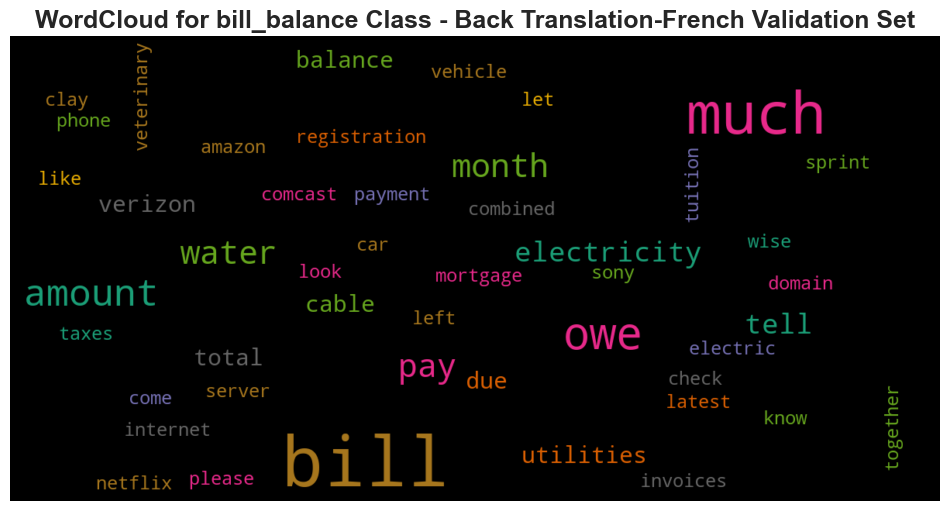 WordCloud for bill_balance Class - Back Translation-French Validation Set
balance
vehicle
veterinary
clay
let
much
phone
registration
amazon
month
sprint
like
comcast
payment
tuition
verizon
combined
water
car
electricity
wise
look
mortgage
sony
domain
amount
cable
left
owe
tell
taxes
electric
total
pay
due
check
come
server
latest
know
together
internet
bill
utilities
netflix
please
invoices